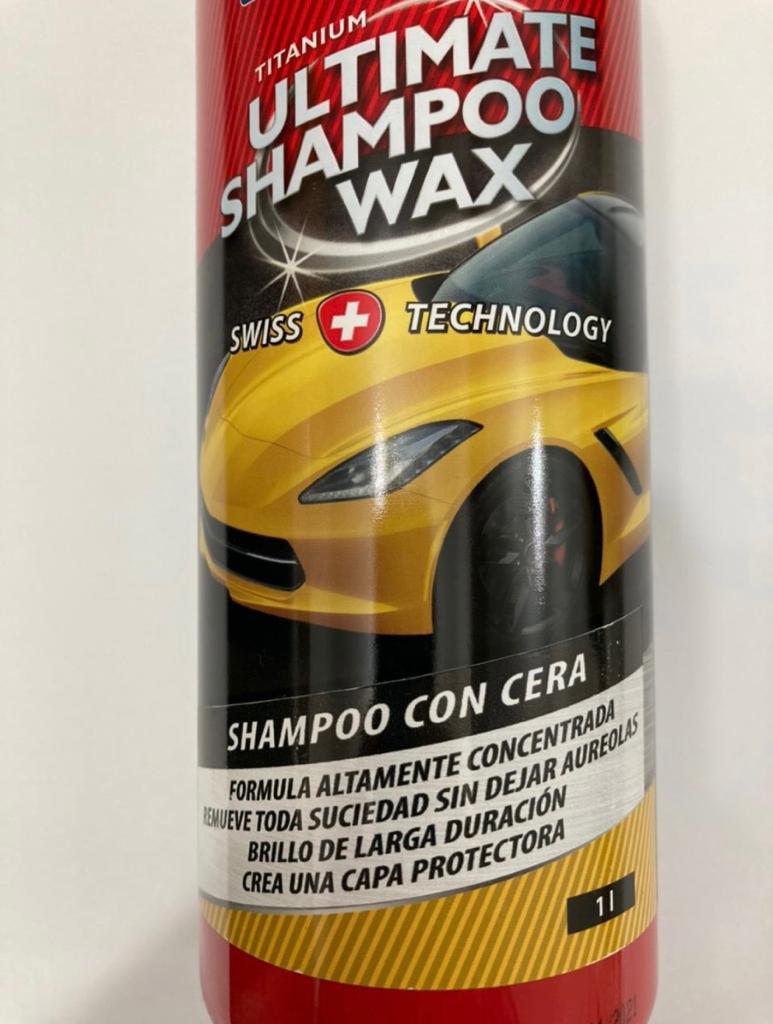 TITANIUM
ULTIMATE
SHAMPOO
WAX
SWISS TECHNOLOGY
SHAMPOO CON CERA
FORMULA ALTAMENTE CONCENTRADA
REMUEVE TODA SUCIEDAD SIN DEJAR AUREOLAS
BRILLO DE LARGA DURACIÓN
CREA UNA CAPA PROTECTORA
1 l